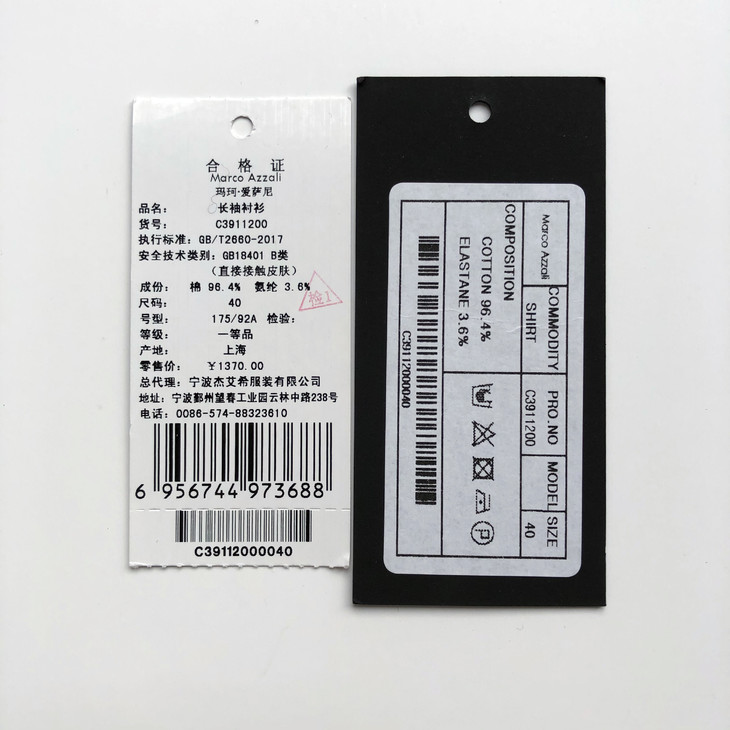 合格证
Marco Azzali
玛珂·爱萨尼
品名： 长袖衬衫
货号： C3911200
执行标准：GB/T2660-2017
安全技术类别：GB18401 B类
（直接接触皮肤）
成份： 棉 96.4% 氨纶 3.6%
尺码： 40
号型： 175/92A 检验：
检1
等级： 一等品
产地： 上海
零售价： ￥1370.00
总代理：宁波杰艾希服装有限公司
地址：宁波鄞州望春工业园云林中路238号
电话：0086-574-88323610
6 956744 973688
C39112000040
Marco Azzali
COMMODITY
SHIRT
PRO.NO
C3911200
MODEL SIZE
40
COMPOSITION
COTTON 96.4%
ELASTANE 3.6%
P
C39112000040